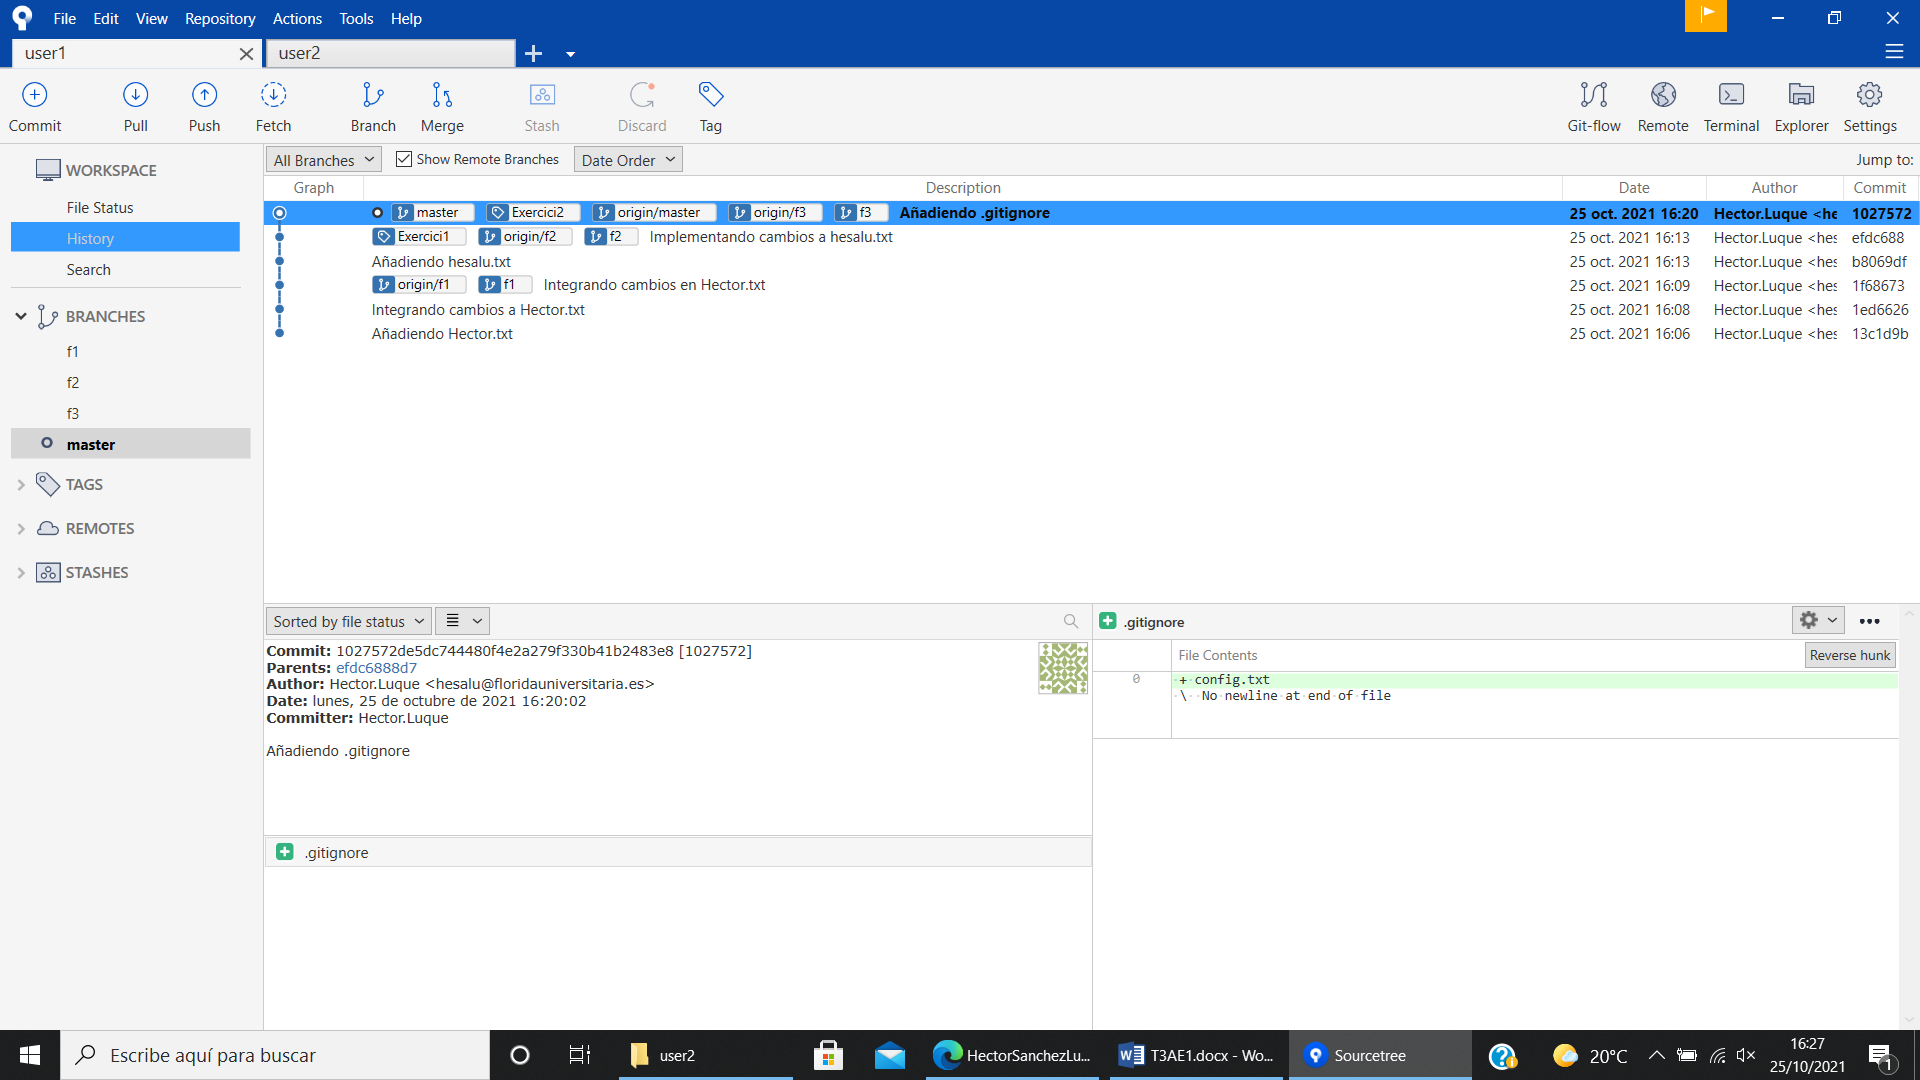 File Edit View Repository Actions Tools Help
user1 user2
Commit Pull Push Fetch Branch Merge Stash Discard Tag Git-flow Remote Terminal Explorer Settings
WORKSPACE
File Status
History
Search
BRANCHES
f1
f2
f3
master
TAGS
REMOTES
STASHES
All Branches Show Remote Branches Date Order Jump to:
Graph Description Date Author Commit
master Exercici2 origin/master origin/f3 f3 Añadiendo .gitignore 25 oct. 2021 16:20 Hector.Luque <he 1027572
Exercici1 origin/f2 f2 Implementando cambios a hesalu.txt 25 oct. 2021 16:13 Hector.Luque <hes efdc688
Añadiendo hesalu.txt 25 oct. 2021 16:13 Hector.Luque <hes b8069df
origin/f1 f1 Integrando cambios en Hector.txt 25 oct. 2021 16:09 Hector.Luque <hes 1f68673
Integrando cambios a Hector.txt 25 oct. 2021 16:08 Hector.Luque <hes 1ed6626
Añadiendo Hector.txt 25 oct. 2021 16:06 Hector.Luque <hes 13c1d9b
Sorted by file status
Commit: 1027572de5dc744480f4e2a279f330b41b2483e8 [1027572]
Parents: efdc6888d7
Author: Hector.Luque <hesalu@floridauniversitaria.es>
Date: lunes, 25 de octubre de 2021 16:20:02
Committer: Hector.Luque
Añadiendo .gitignore
.gitignore
.gitignore
File Contents Reverse hunk
0 + config.txt
\ No newline at end of file
Escribe aquí para buscar user2 HectorSanchezLu... T3AE1.docx - Wo... Sourcetree 20°C 16:27
25/10/2021 1